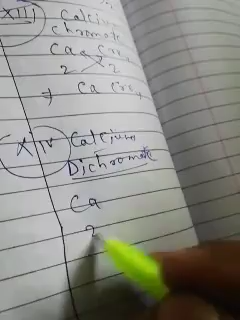 XIII) Calcium
chromate
Ca CrO4
2 2
⇒ Ca CrO4
XIV Calcium
Dichromate
Ca
2